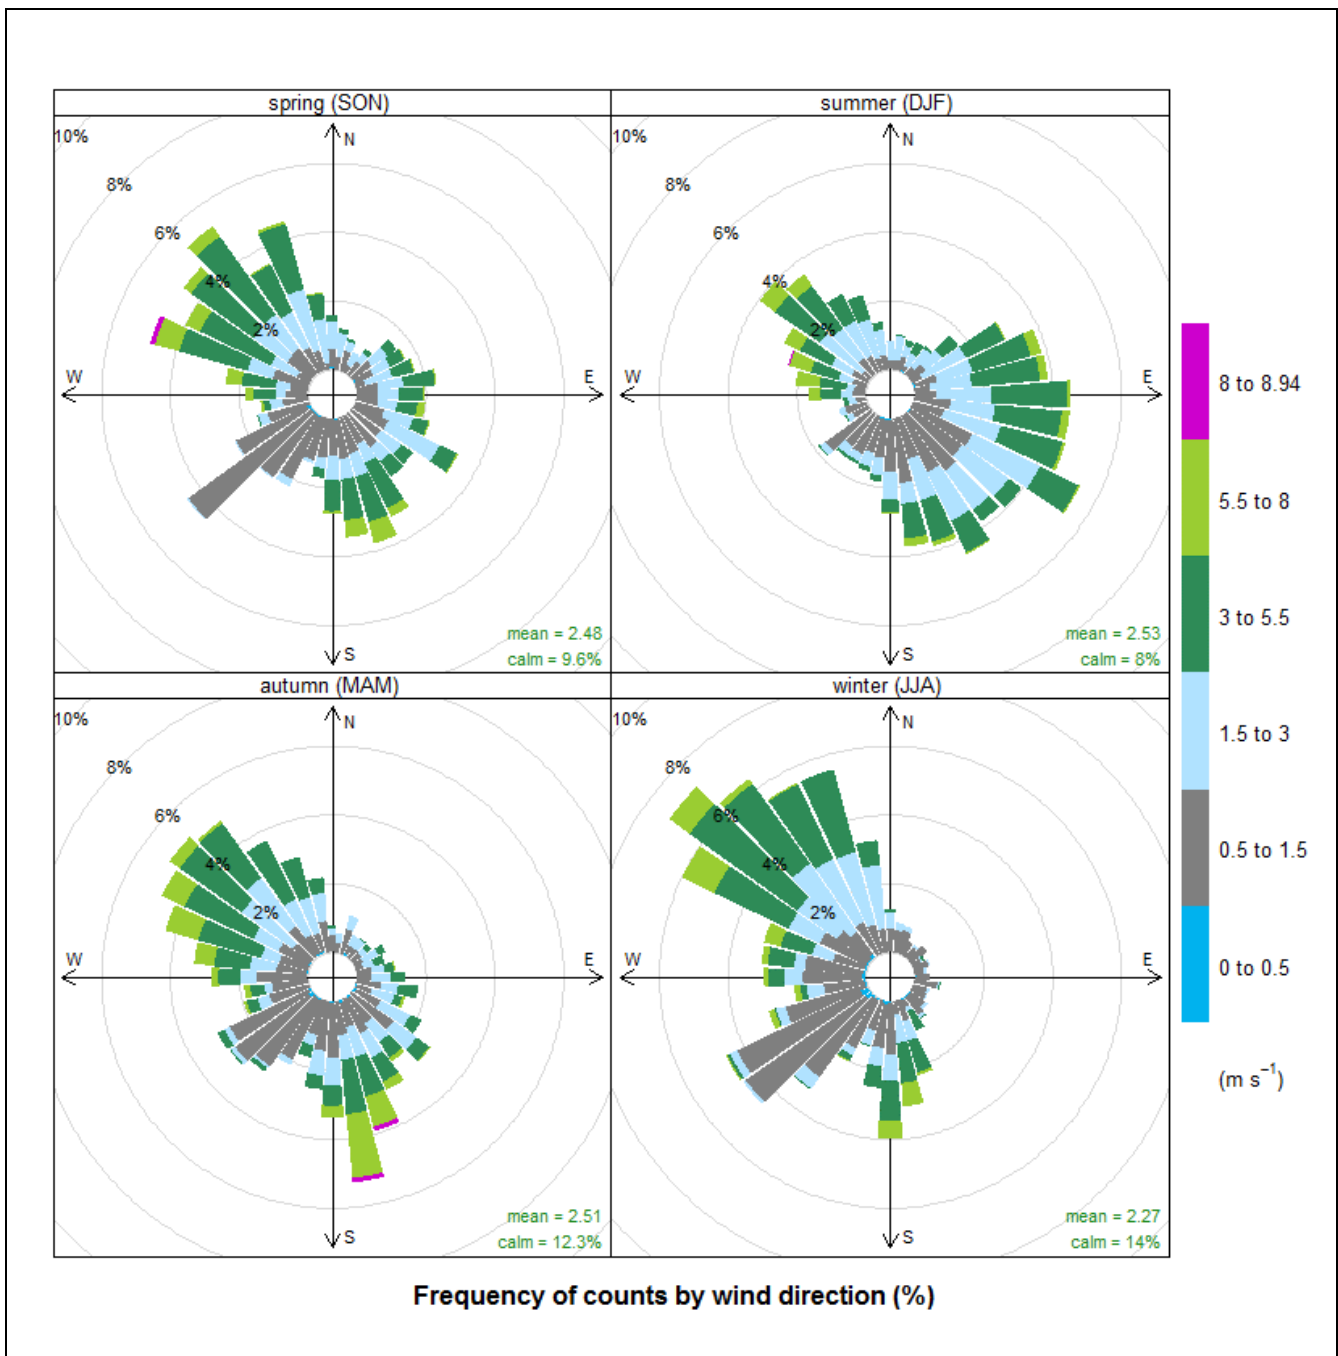 spring (SON)
summer (DJF)
10%
8%
6%
4%
2%
N
W
E
S
mean = 2.48
calm = 9.6%
10%
8%
6%
4%
2%
N
W
E
S
mean = 2.53
calm = 8%
autumn (MAM)
winter (JJA)
10%
8%
6%
4%
2%
N
W
E
S
mean = 2.51
calm = 12.3%
10%
8%
6%
4%
2%
N
W
E
S
mean = 2.27
calm = 14%
8 to 8.94
5.5 to 8
3 to 5.5
1.5 to 3
0.5 to 1.5
0 to 0.5
(m s⁻¹)
Frequency of counts by wind direction (%)